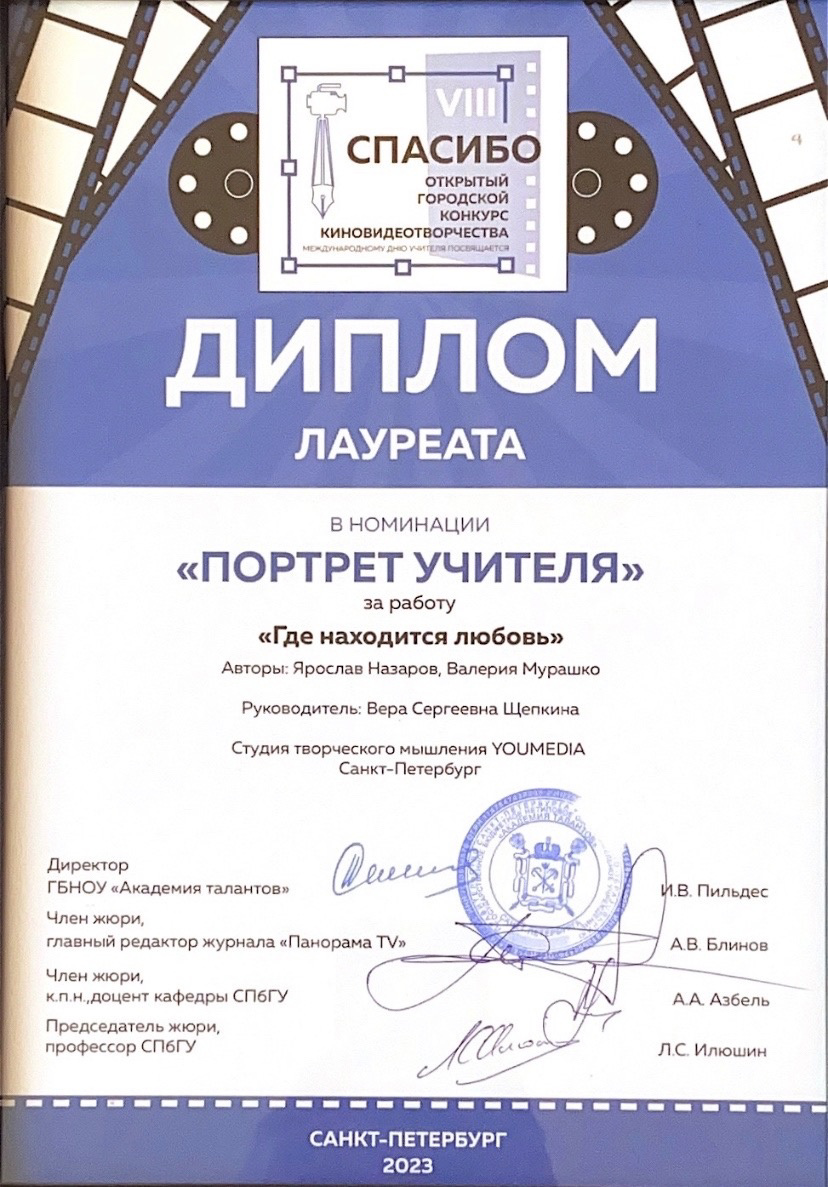 VIII
СПАСИБО
ОТКРЫТЫЙ
ГОРОДСКОЙ
КОНКУРС
КИНОВИДЕОТВОРЧЕСТВА
МЕЖДУНАРОДНОМУ ДНЮ УЧИТЕЛЯ ПОСВЯЩАЕТСЯ
ДИПЛОМ
ЛАУРЕАТА
В НОМИНАЦИИ
«ПОРТРЕТ УЧИТЕЛЯ»
за работу
«Где находится любовь»
Авторы: Ярослав Назаров, Валерия Мурашко
Руководитель: Вера Сергеевна Щепкина
Студия творческого мышления YOUMEDIA
Санкт-Петербург
Директор
ГБНОУ «Академия талантов» И.В. Пильдес
Член жюри,
главный редактор журнала «Панорама TV» А.В. Блинов
Член жюри,
к.п.н.,доцент кафедры СПбГУ А.А. Азбель
Председатель жюри,
профессор СПбГУ Л.С. Илюшин
САНКТ-ПЕТЕРБУРГ
2023